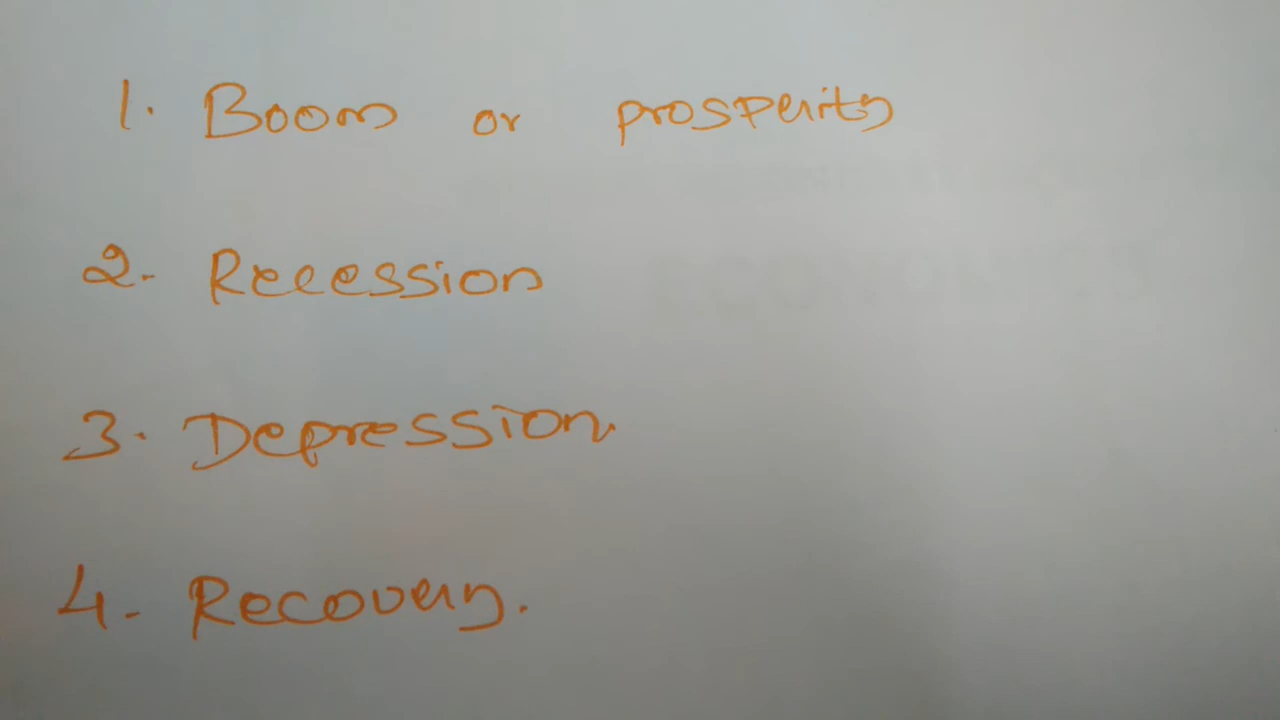 1. Boom or prosperity
2. Recession
3. Depression.
4. Recovery.